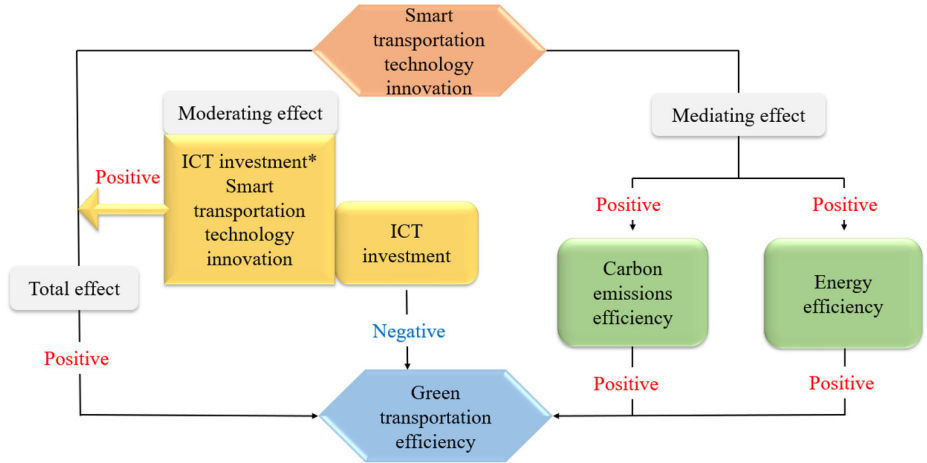 Smart
transportation
technology
innovation
Moderating effect
Mediating effect
Positive
ICT investment*
Smart
transportation
technology
innovation
ICT
investment
Positive
Positive
Total effect
Carbon
emissions
efficiency
Energy
efficiency
Positive
Negative
Positive
Positive
Green
transportation
efficiency